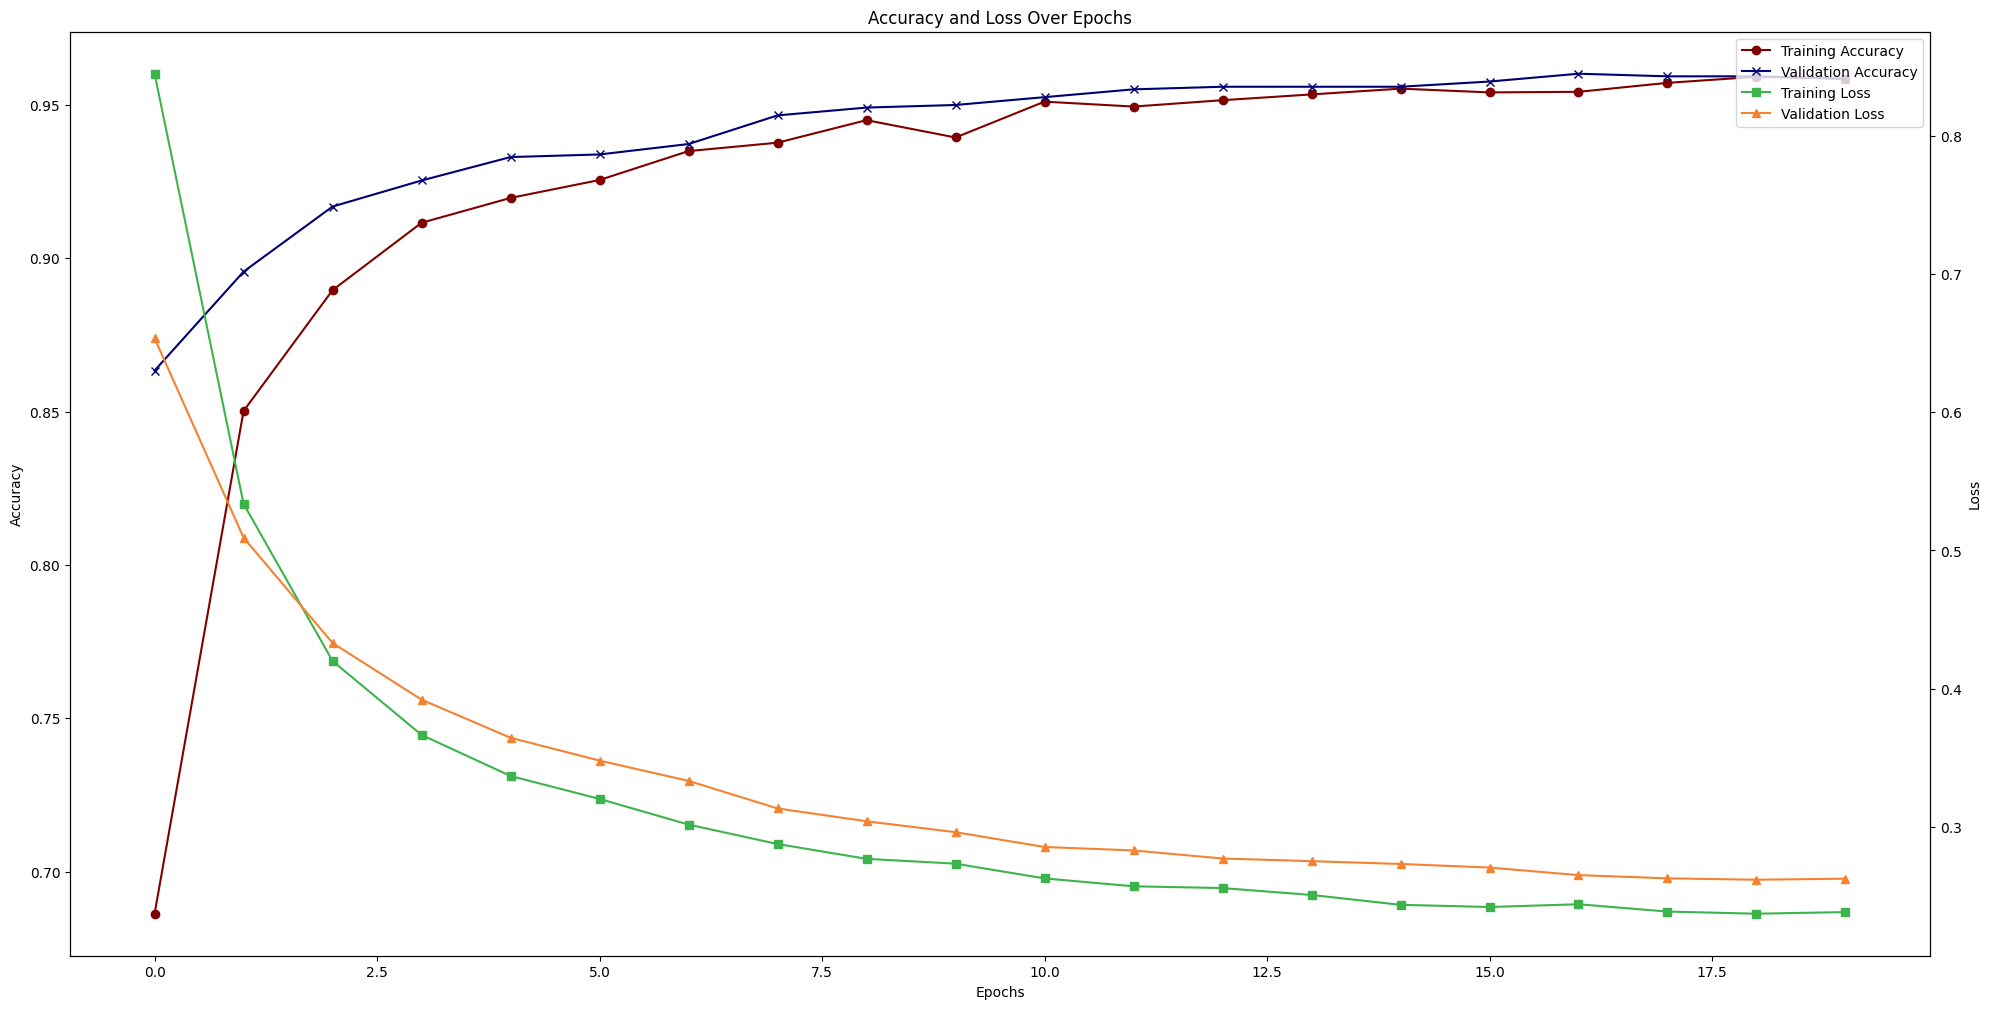 Accuracy and Loss Over Epochs
Training Accuracy
Validation Accuracy
Training Loss
Validation Loss
0.95
0.90
0.85
0.80
0.75
0.70
Accuracy
0.8
0.7
0.6
0.5
0.4
0.3
Loss
0.0 2.5 5.0 7.5 10.0 12.5 15.0 17.5
Epochs